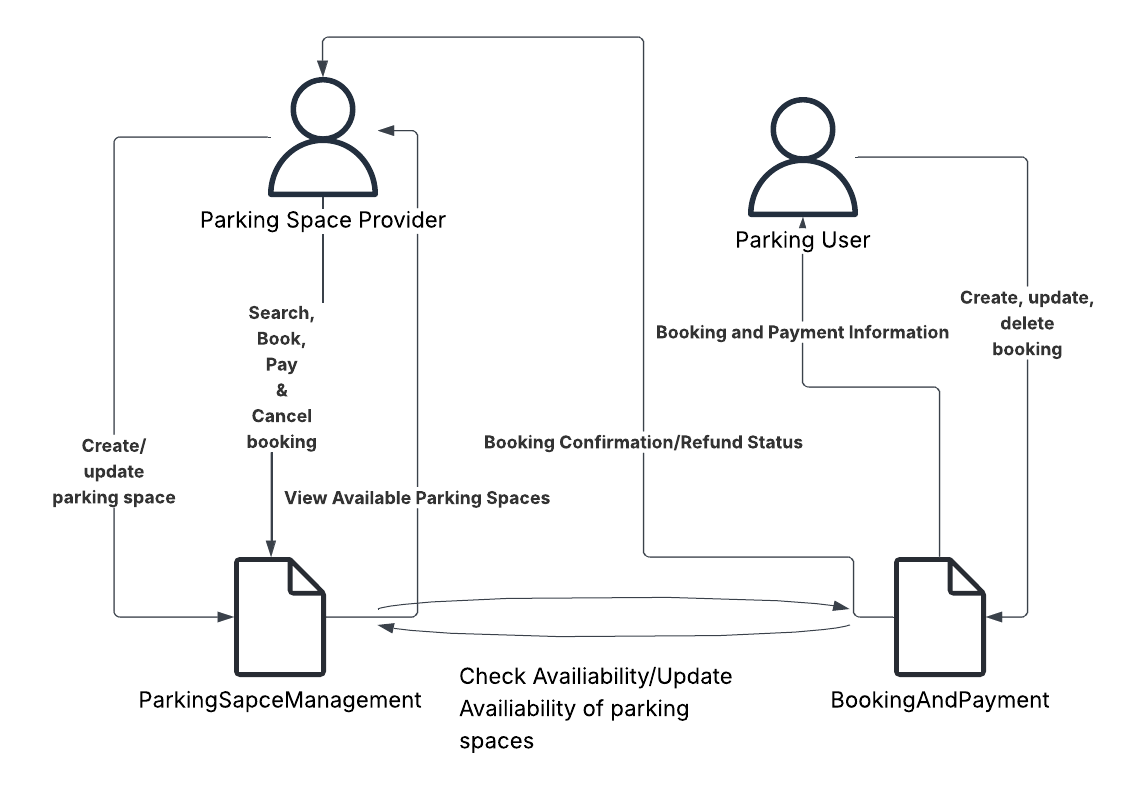 Parking Space Provider
Parking User
Search,
Book,
Pay
&
Cancel
booking
Create, update,
delete
booking
Booking and Payment Information
Create/
update
parking space
Booking Confirmation/Refund Status
View Available Parking Spaces
ParkingSapceManagement
Check Availiability/Update
Availiability of parking
spaces
BookingAndPayment